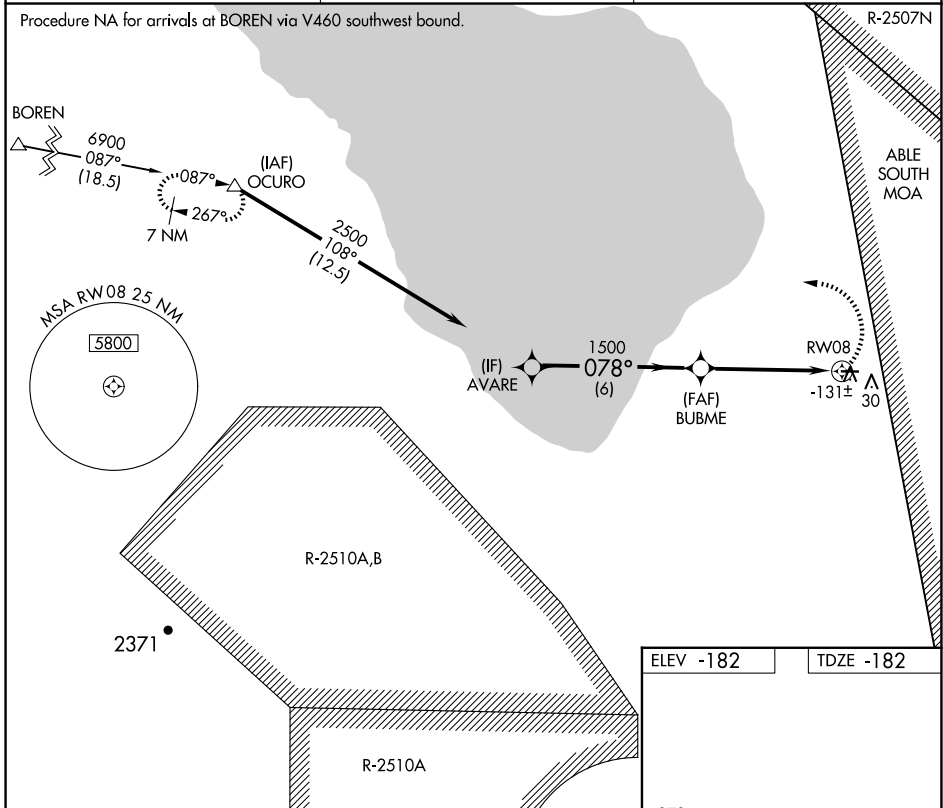 Procedure NA for arrivals at BOREN via V460 southwest bound.
R-2507N
BOREN
6900
087°
(18.5)
087°
267°
7 NM
(IAF)
OCURO
2500
108°
(12.5)
ABLE
SOUTH
MOA
MSA RW08 25 NM
5800
(IF)
AVARE
1500
078°
(6)
(FAF)
BUBME
RW08
-131±
30
R-2510A,B
2371
R-2510A
ELEV -182
TDZE -182